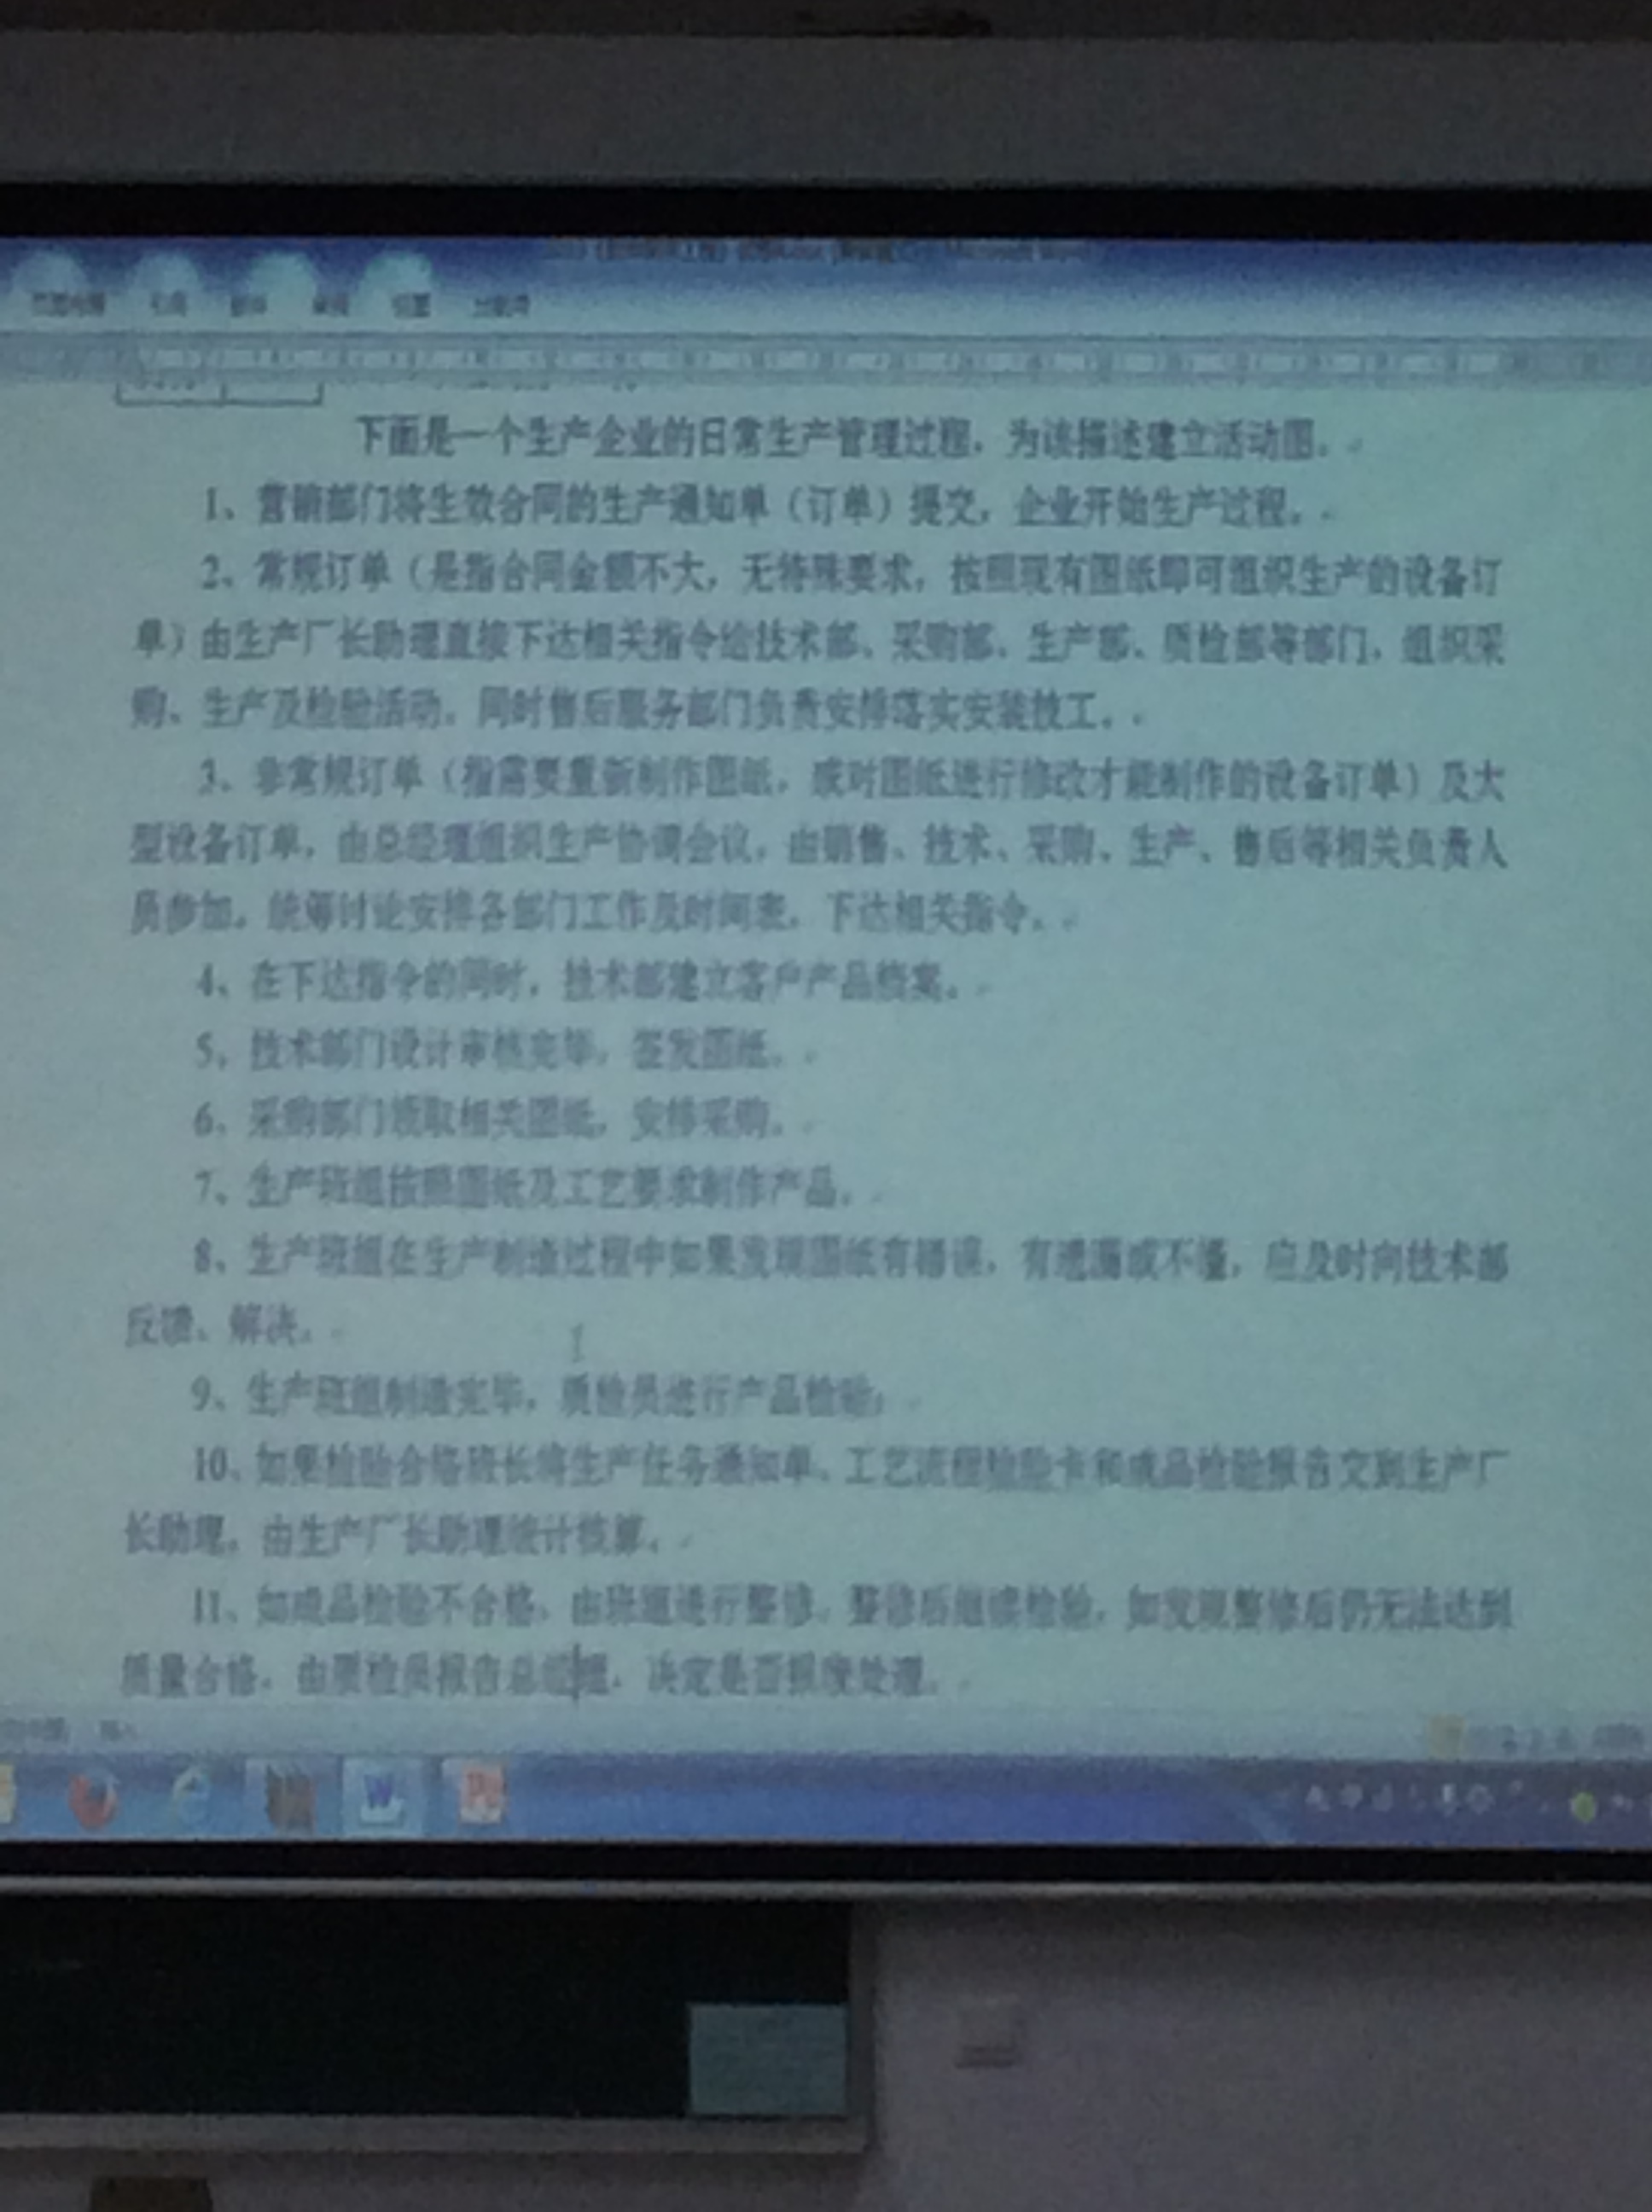 下面是一个生产企业的日常生产管理过程，为该描述建立活动图。
1、营销部门将生效合同的生产通知单（订单）提交，企业开始生产过程。
2、常规订单（是指合同金额不大，无特殊要求，按照现有图纸即可组织生产的设备订
单）由生产厂长助理直接下达相关指令给技术部、采购部、生产部、质检部等部门，组织采
购、生产及检验活动。同时售后服务部门负责安排落实安装技工。
3、非常规订单（指需要重新制作图纸，或对图纸进行修改才能制作的设备订单）及大
型设备订单，由总经理组织生产协调会议，由销售、技术、采购、生产、售后等相关负责人
员参加，统筹讨论安排各部门工作及时间表，下达相关指令。
4、在下达指令的同时，技术部建立客户产品档案。
5、技术部门设计审核完毕，签发图纸。
6、采购部门领取相关图纸，安排采购。
7、生产班组按照图纸及工艺要求制作产品。
8、生产班组在生产制造过程中如果发现图纸有错误，有遗漏或不懂，应及时向技术部
反馈、解决。
9、生产班组制造完毕，质检员进行产品检验；
10、如果检验合格班长将生产任务通知单、工艺流程检验卡和成品检验报告交到生产厂
长助理，由生产厂长助理统计核算。
11、如成品检验不合格，由班组进行整修，整修后继续检验，如发现整修后仍无法达到
质量合格，由质检员报告总经理，决定是否报废处理。